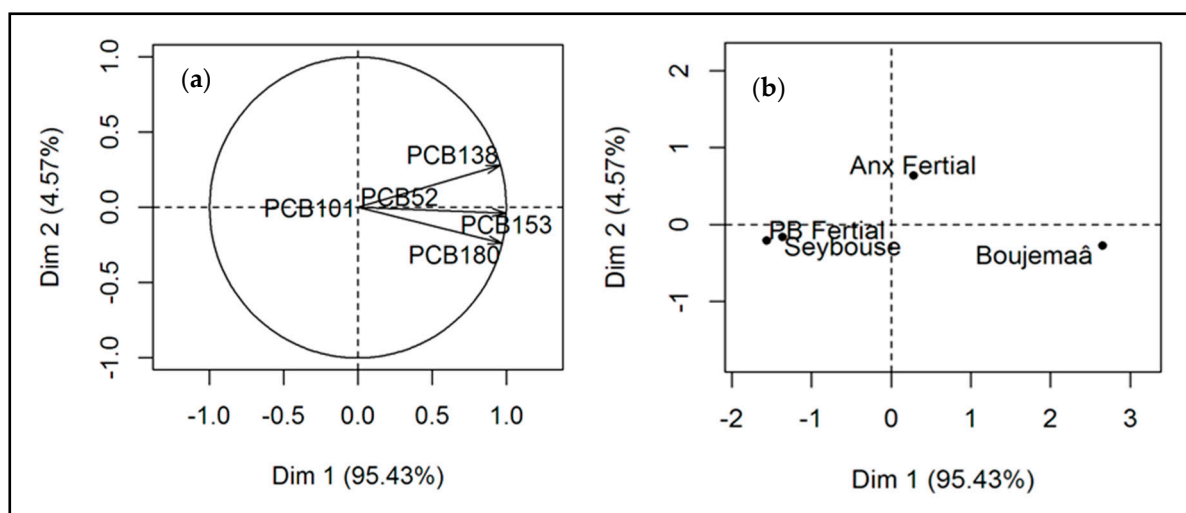 (a)
1.0
0.5
0.0
-0.5
-1.0
Dim 2 (4.57%)
PCB138
PCB52
PCB101
PCB153
PCB180
-1.0 -0.5 0.0 0.5 1.0
Dim 1 (95.43%)
(b)
2
1
0
-1
Dim 2 (4.57%)
Anx Fertial
PB Fertial
Seybouse
Boujemaâ
-2 -1 0 1 2 3
Dim 1 (95.43%)